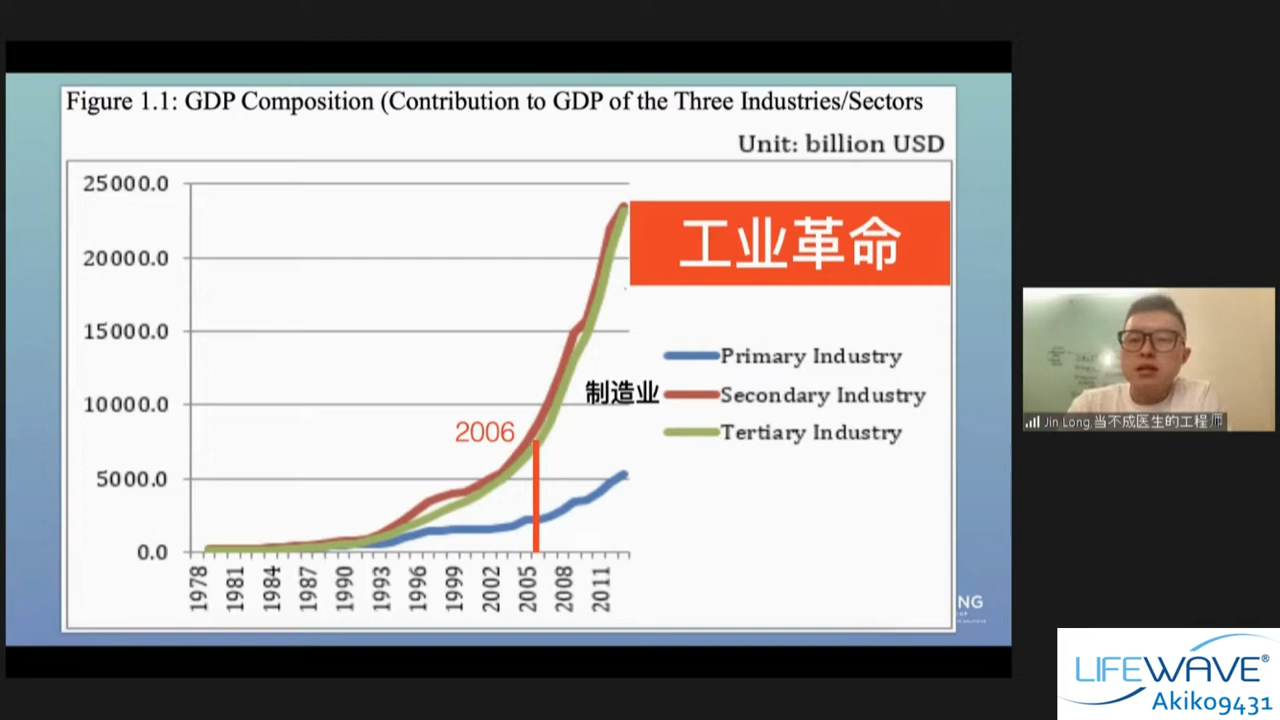 Figure 1.1: GDP Composition (Contribution to GDP of the Three Industries/Sectors
Unit: billion USD
25000.0
20000.0
15000.0
10000.0
5000.0
0.0
工业革命
Primary Industry
制造业 Secondary Industry
Tertiary Industry
2006
1978 1981 1984 1987 1990 1993 1996 1999 2002 2005 2008 2011
NG
Jin Long 当不成医生的工程师
LIFEWAVE®
Akiko9431